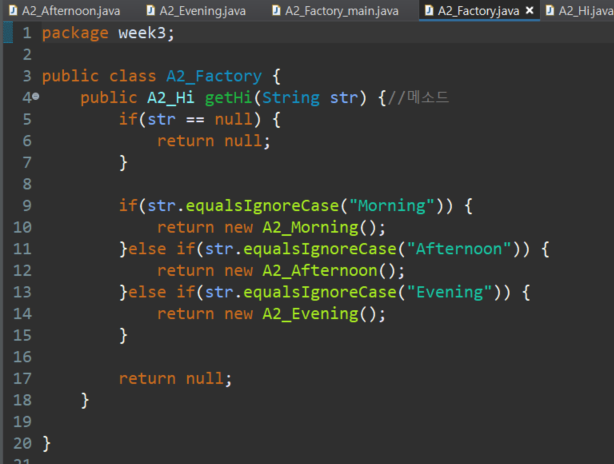 A2_Afternoon.java A2_Evening.java A2_Factory_main.java A2_Factory.java A2_Hi.java
1 package week3;
2
3 public class A2_Factory {
4 public A2_Hi getHi(String str) {//메소드
5 if(str == null) {
6 return null;
7 }
8
9 if(str.equalsIgnoreCase("Morning")) {
10 return new A2_Morning();
11 }else if(str.equalsIgnoreCase("Afternoon")) {
12 return new A2_Afternoon();
13 }else if(str.equalsIgnoreCase("Evening")) {
14 return new A2_Evening();
15 }
16
17 return null;
18 }
19
20 }
21